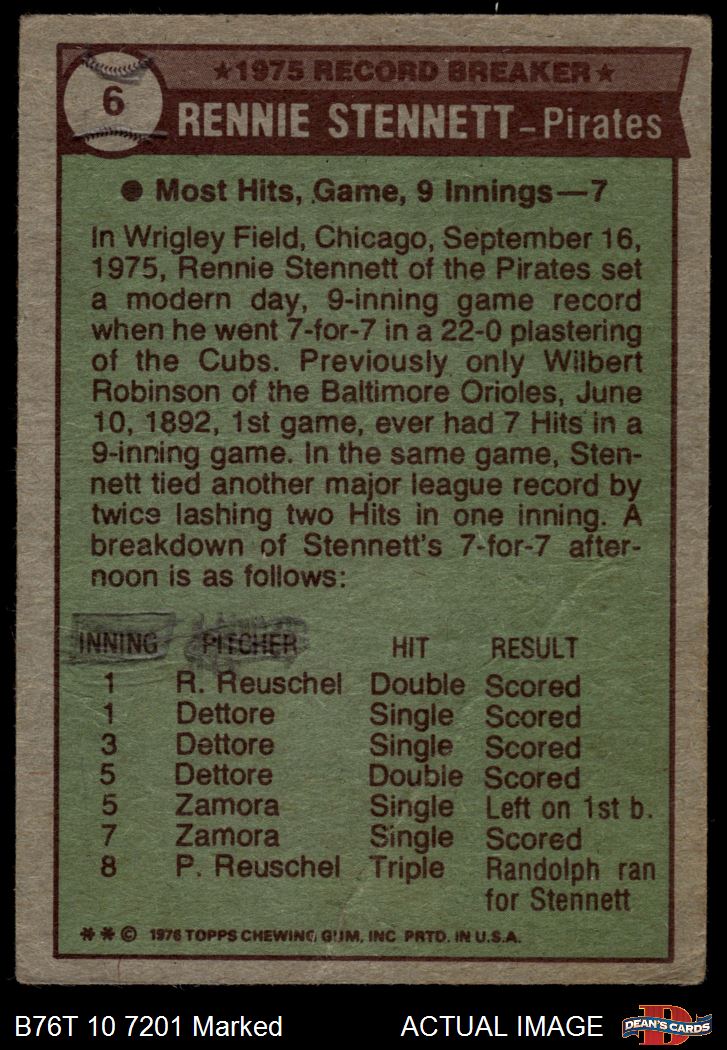 ★1975 RECORD BREAKER★
6
RENNIE STENNETT–Pirates
● Most Hits, Game, 9 Innings—7
In Wrigley Field, Chicago, September 16,
1975, Rennie Stennett of the Pirates set
a modern day, 9-inning game record
when he went 7-for-7 in a 22-0 plastering
of the Cubs. Previously only Wilbert
Robinson of the Baltimore Orioles, June
10, 1892, 1st game, ever had 7 Hits in a
9-inning game. In the same game, Sten-
nett tied another major league record by
twice lashing two Hits in one inning. A
breakdown of Stennett's 7-for-7 after-
noon is as follows:
INNING PITCHER HIT RESULT
1 R. Reuschel Double Scored
1 Dettore Single Scored
3 Dettore Single Scored
5 Dettore Double Scored
5 Zamora Single Left on 1st b.
7 Zamora Single Scored
8 P. Reuschel Triple Randolph ran
for Stennett
✱ ✱ © 1976 TOPPS CHEWING GUM, INC PRTD. IN U.S.A.
B76T 10 7201 Marked ACTUAL IMAGE
D
DEAN'S CARDS